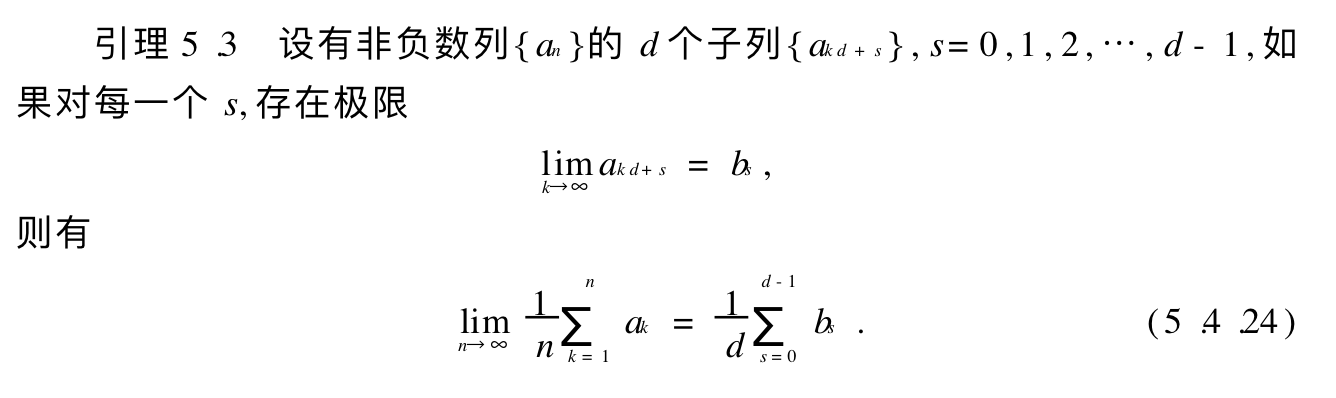 引理 5.3 设有非负数列{aₙ}的 d 个子列{a_{kd+s}}, s=0,1,2,⋯,d-1,如
果对每一个 s,存在极限
lim_{k→∞} a_{kd+s} = b_s ,
则有
lim_{n→∞} \frac{1}{n} ∑_{k=1}^{n} a_k = \frac{1}{d} ∑_{s=0}^{d-1} b_s . (5.4.24)